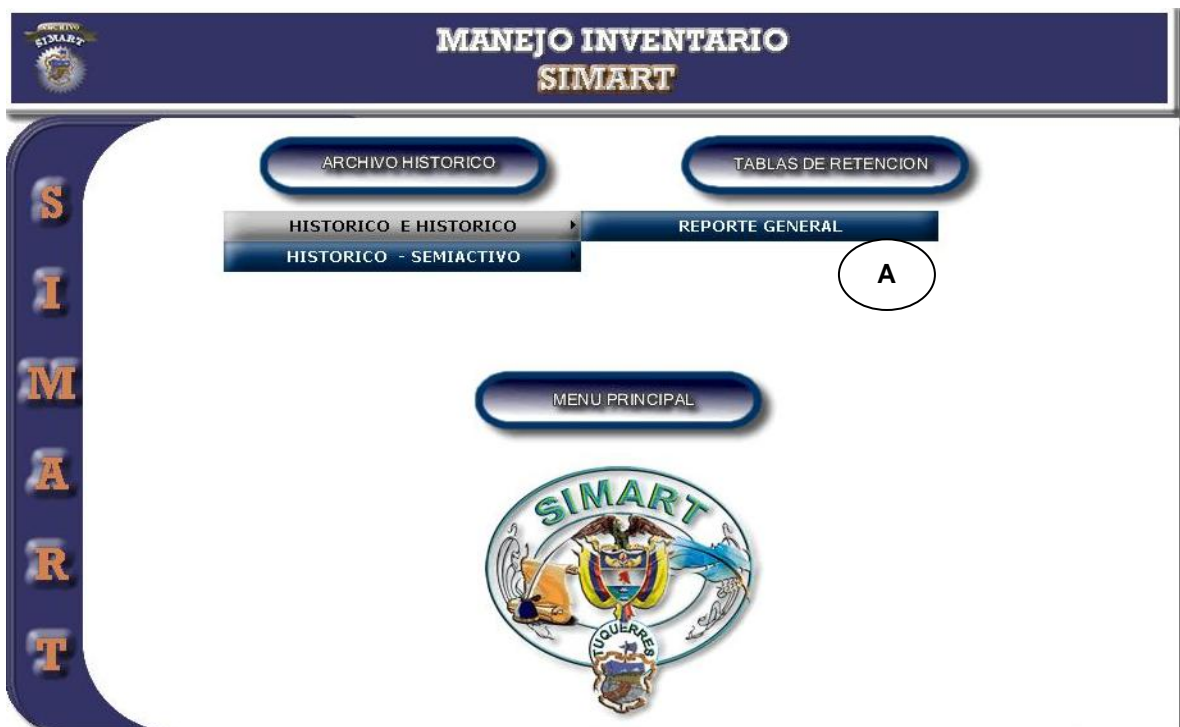 ARCHIVO
SIMART
MANEJO INVENTARIO
SIMART
ARCHIVO HISTORICO
TABLAS DE RETENCION
HISTORICO E HISTORICO
REPORTE GENERAL
HISTORICO - SEMIACTIVO
A
MENU PRINCIPAL
S
I
M
A
R
T
SIMART
TUQUERRES